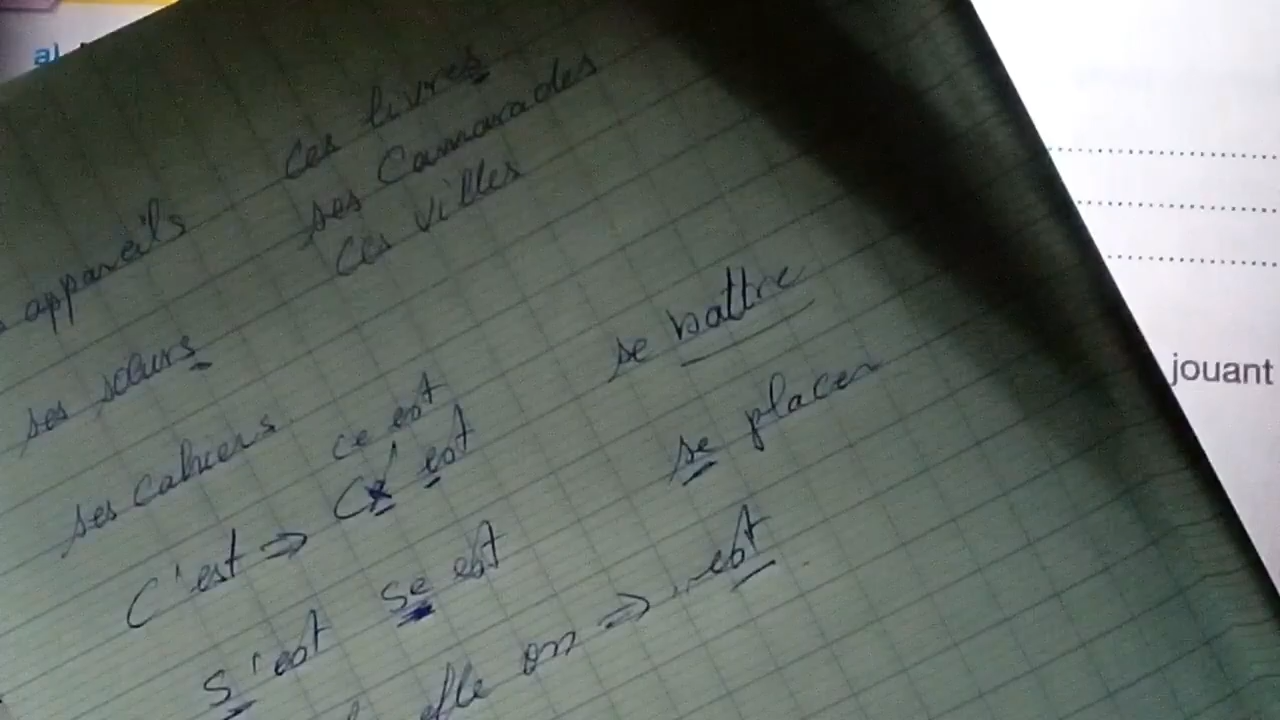 a)
ces livres
ses camarades
ces villes
appareils
ses sœurs
ses cahiers
ce est
C'est ⇒ Ce est
s'est se est
elle on ⇒ est
se battre
se placer
jouant